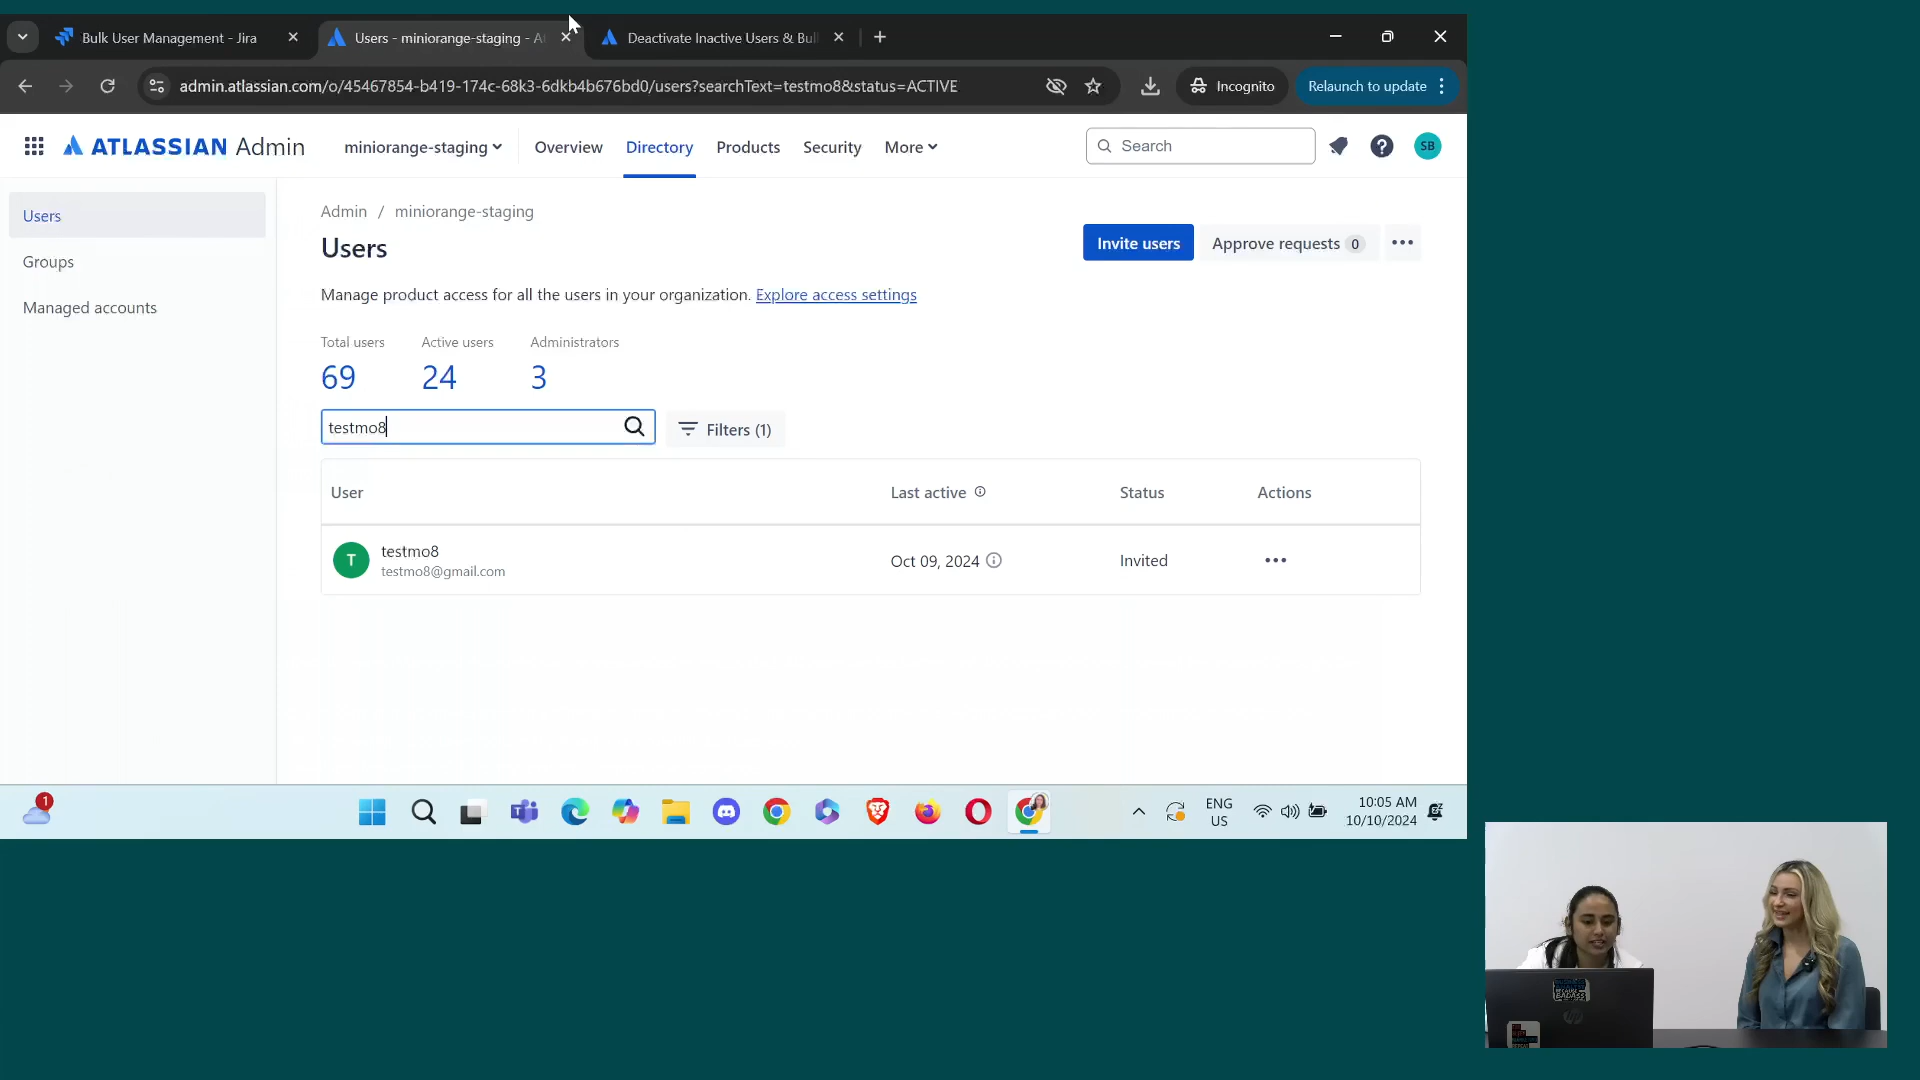 Bulk User Management - Jira
Users - miniorange-staging - A
Deactivate Inactive Users & Bul
admin.atlassian.com/o/45467854-b419-174c-68k3-6dkb4b676bd0/users?searchText=testmo8&status=ACTIVE
Incognito
Relaunch to update
ATLASSIAN Admin
miniorange-staging
Overview
Directory
Products
Security
More
Search
SB
Users
Groups
Managed accounts
Admin / miniorange-staging
Users
Invite users
Approve requests 0
Manage product access for all the users in your organization. Explore access settings
Total users
Active users
Administrators
69
24
3
testmo8
Filters (1)
User
Last active
Status
Actions
T
testmo8
testmo8@gmail.com
Oct 09, 2024
Invited
1
ENG
US
10:05 AM
10/10/2024